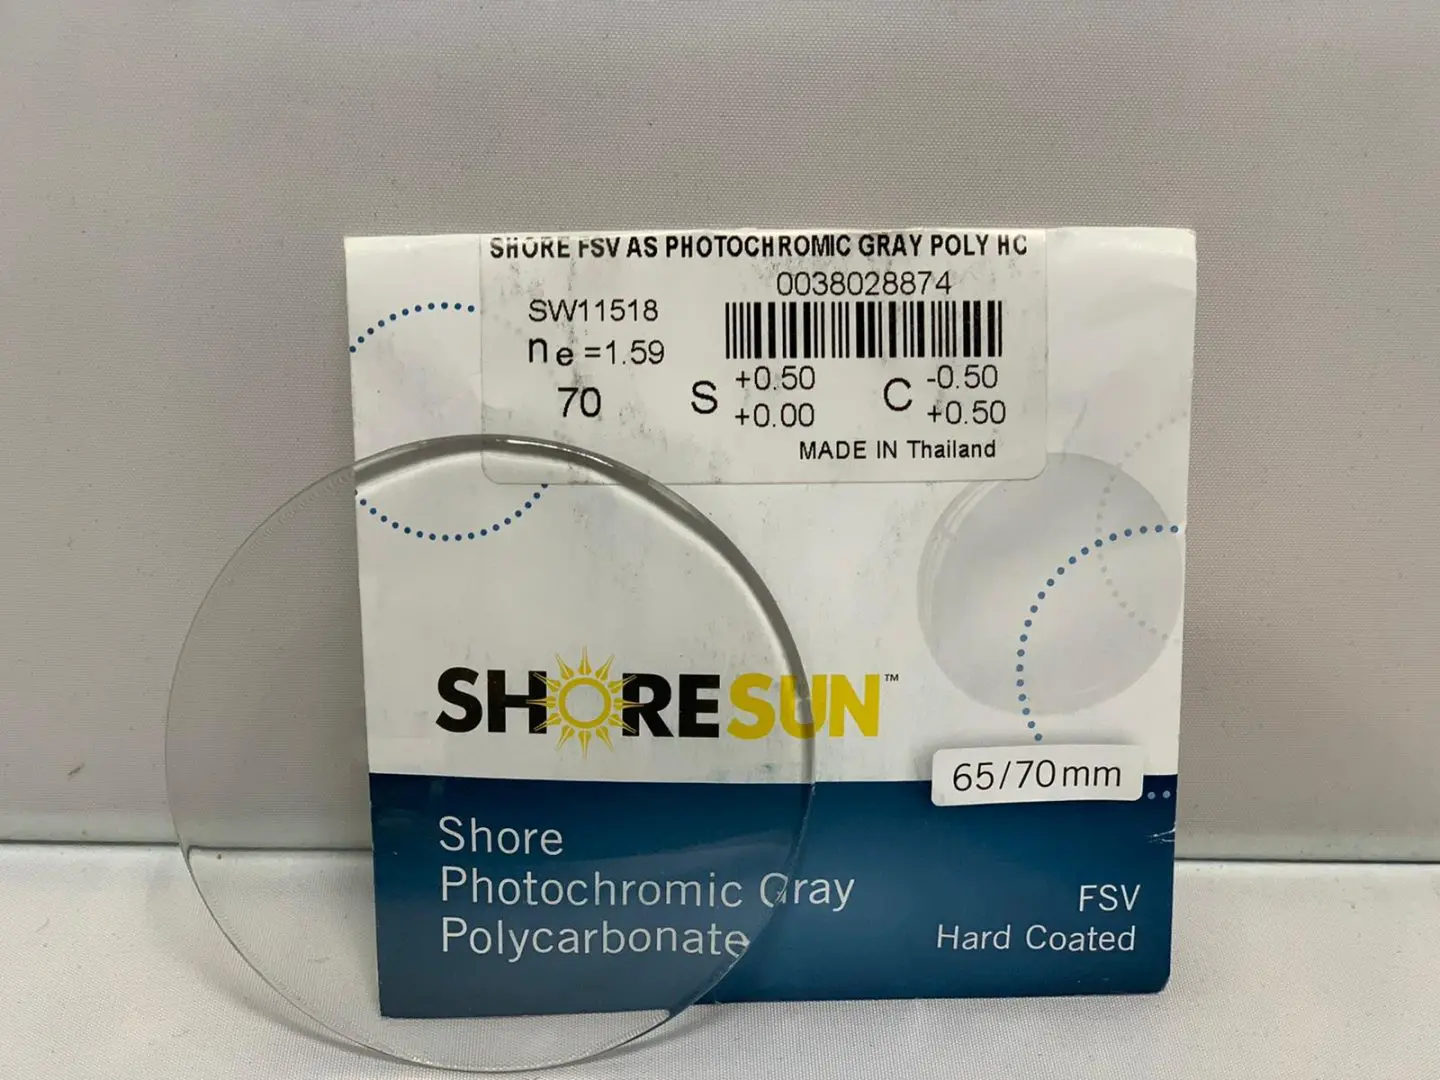 SHORE FSV AS PHOTOCHROMIC GRAY POLY HC
0038028874
SW11518
ne =1.59
70
S +0.50 C -0.50
+0.00 +0.50
MADE IN Thailand
SHORESUN™
65/70mm
Shore
Photochromic Gray
Polycarbonate
FSV
Hard Coated